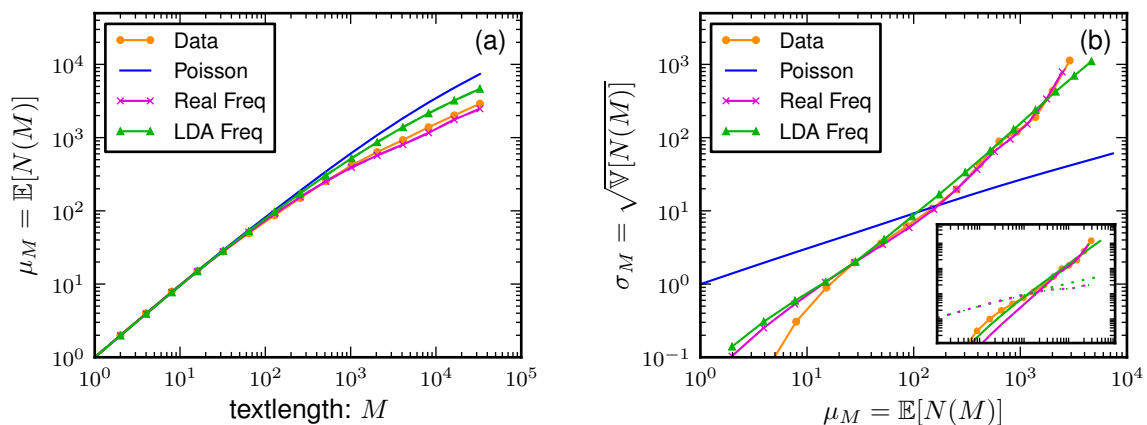 (a)
Data
Poisson
Real Freq
LDA Freq
μ_M = 𝔼[N(M)]
10^4
10^3
10^2
10^1
10^0
10^0 10^1 10^2 10^3 10^4 10^5
textlength: M
(b)
Data
Poisson
Real Freq
LDA Freq
σ_M = √𝕍[N(M)]
10^3
10^2
10^1
10^0
10^-1
10^1 10^2 10^3 10^4
μ_M = 𝔼[N(M)]